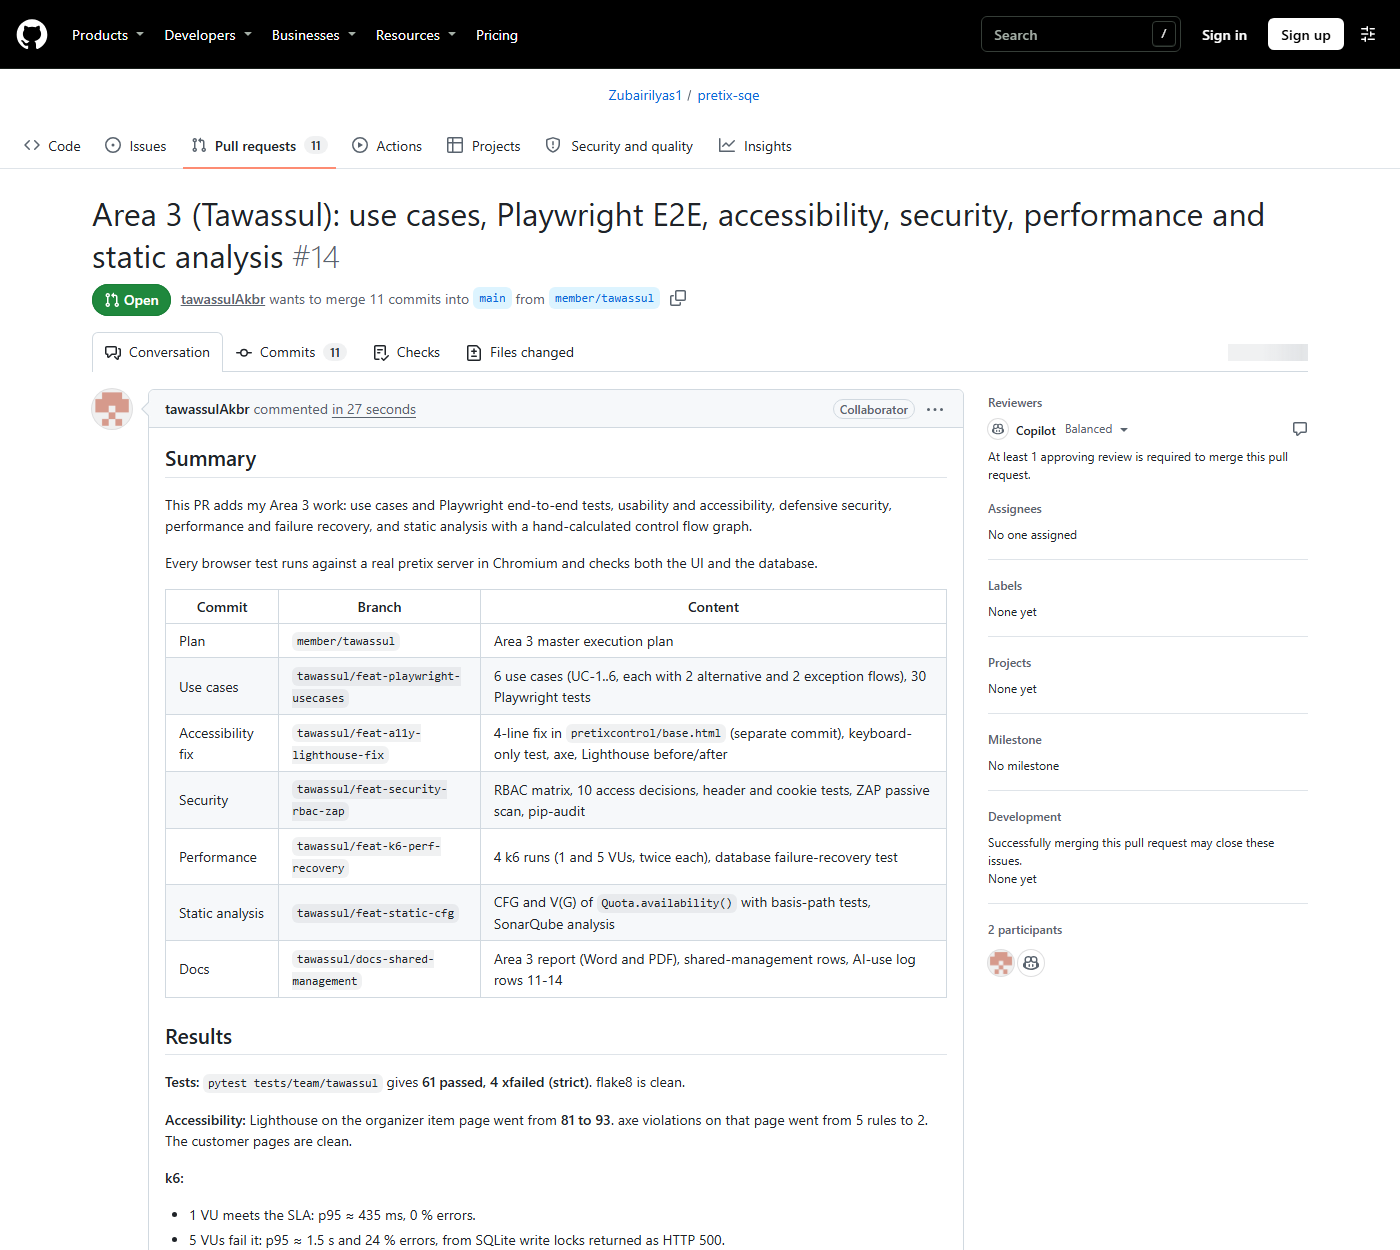 Products Developers Businesses Resources Pricing Search / Sign in Sign up
Zubairilyas1 / pretix-sqe
Code Issues Pull requests 11 Actions Projects Security and quality Insights
Area 3 (Tawassul): use cases, Playwright E2E, accessibility, security, performance and
static analysis #14
Open tawassulAkbr wants to merge 11 commits into main from member/tawassul
Conversation Commits 11 Checks Files changed
tawassulAkbr commented in 27 seconds Collaborator
Summary
This PR adds my Area 3 work: use cases and Playwright end-to-end tests, usability and accessibility, defensive security,
performance and failure recovery, and static analysis with a hand-calculated control flow graph.
Every browser test runs against a real pretix server in Chromium and checks both the UI and the database.
Commit Branch Content
Plan member/tawassul Area 3 master execution plan
Use cases tawassul/feat-playwright-usecases 6 use cases (UC-1..6, each with 2 alternative and 2 exception flows), 30
Playwright tests
Accessibility fix tawassul/feat-a11y-lighthouse-fix 4-line fix in pretixcontrol/base.html (separate commit), keyboard-
only test, axe, Lighthouse before/after
Security tawassul/feat-security-rbac-zap RBAC matrix, 10 access decisions, header and cookie tests, ZAP passive
scan, pip-audit
Performance tawassul/feat-k6-perf-recovery 4 k6 runs (1 and 5 VUs, twice each), database failure-recovery test
Static analysis tawassul/feat-static-cfg CFG and V(G) of Quota.availability() with basis-path tests,
SonarQube analysis
Docs tawassul/docs-shared-management Area 3 report (Word and PDF), shared-management rows, AI-use log
rows 11-14
Results
Tests: pytest tests/team/tawassul gives 61 passed, 4 xfailed (strict). flake8 is clean.
Accessibility: Lighthouse on the organizer item page went from 81 to 93. axe violations on that page went from 5 rules to 2.
The customer pages are clean.
k6:
1 VU meets the SLA: p95 ≈ 435 ms, 0 % errors.
5 VUs fail it: p95 ≈ 1.5 s and 24 % errors, from SQLite write locks returned as HTTP 500.
Reviewers
Copilot Balanced
At least 1 approving review is required to merge this pull
request.
Assignees
No one assigned
Labels
None yet
Projects
None yet
Milestone
No milestone
Development
Successfully merging this pull request may close these
issues.
None yet
2 participants